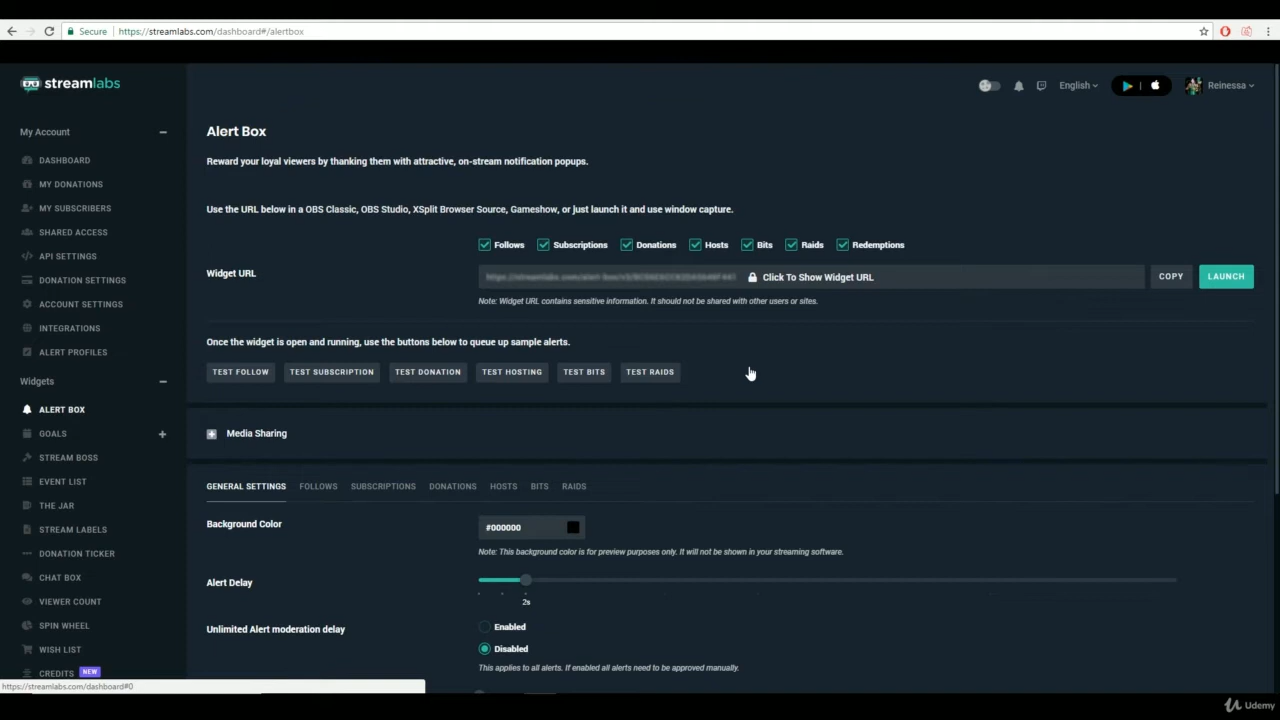 Secure https://streamlabs.com/dashboard#/alertbox
streamlabs
English
Reinessa
My Account
DASHBOARD
MY DONATIONS
MY SUBSCRIBERS
SHARED ACCESS
API SETTINGS
DONATION SETTINGS
ACCOUNT SETTINGS
INTEGRATIONS
ALERT PROFILES
Widgets
ALERT BOX
GOALS
STREAM BOSS
EVENT LIST
THE JAR
STREAM LABELS
DONATION TICKER
CHAT BOX
VIEWER COUNT
SPIN WHEEL
WISH LIST
CREDITS NEW
https://streamlabs.com/dashboard#0
Alert Box
Reward your loyal viewers by thanking them with attractive, on-stream notification popups.
Use the URL below in a OBS Classic, OBS Studio, XSplit Browser Source, Gameshow, or just launch it and use window capture.
Follows Subscriptions Donations Hosts Bits Raids Redemptions
Widget URL Click To Show Widget URL COPY LAUNCH
Note: Widget URL contains sensitive information. It should not be shared with other users or sites.
Once the widget is open and running, use the buttons below to queue up sample alerts.
TEST FOLLOW TEST SUBSCRIPTION TEST DONATION TEST HOSTING TEST BITS TEST RAIDS
Media Sharing
GENERAL SETTINGS FOLLOWS SUBSCRIPTIONS DONATIONS HOSTS BITS RAIDS
Background Color #000000
Note: This background color is for preview purposes only. It will not be shown in your streaming software.
Alert Delay
2s
Unlimited Alert moderation delay Enabled
Disabled
This applies to all alerts. If enabled all alerts need to be approved manually.
Udemy